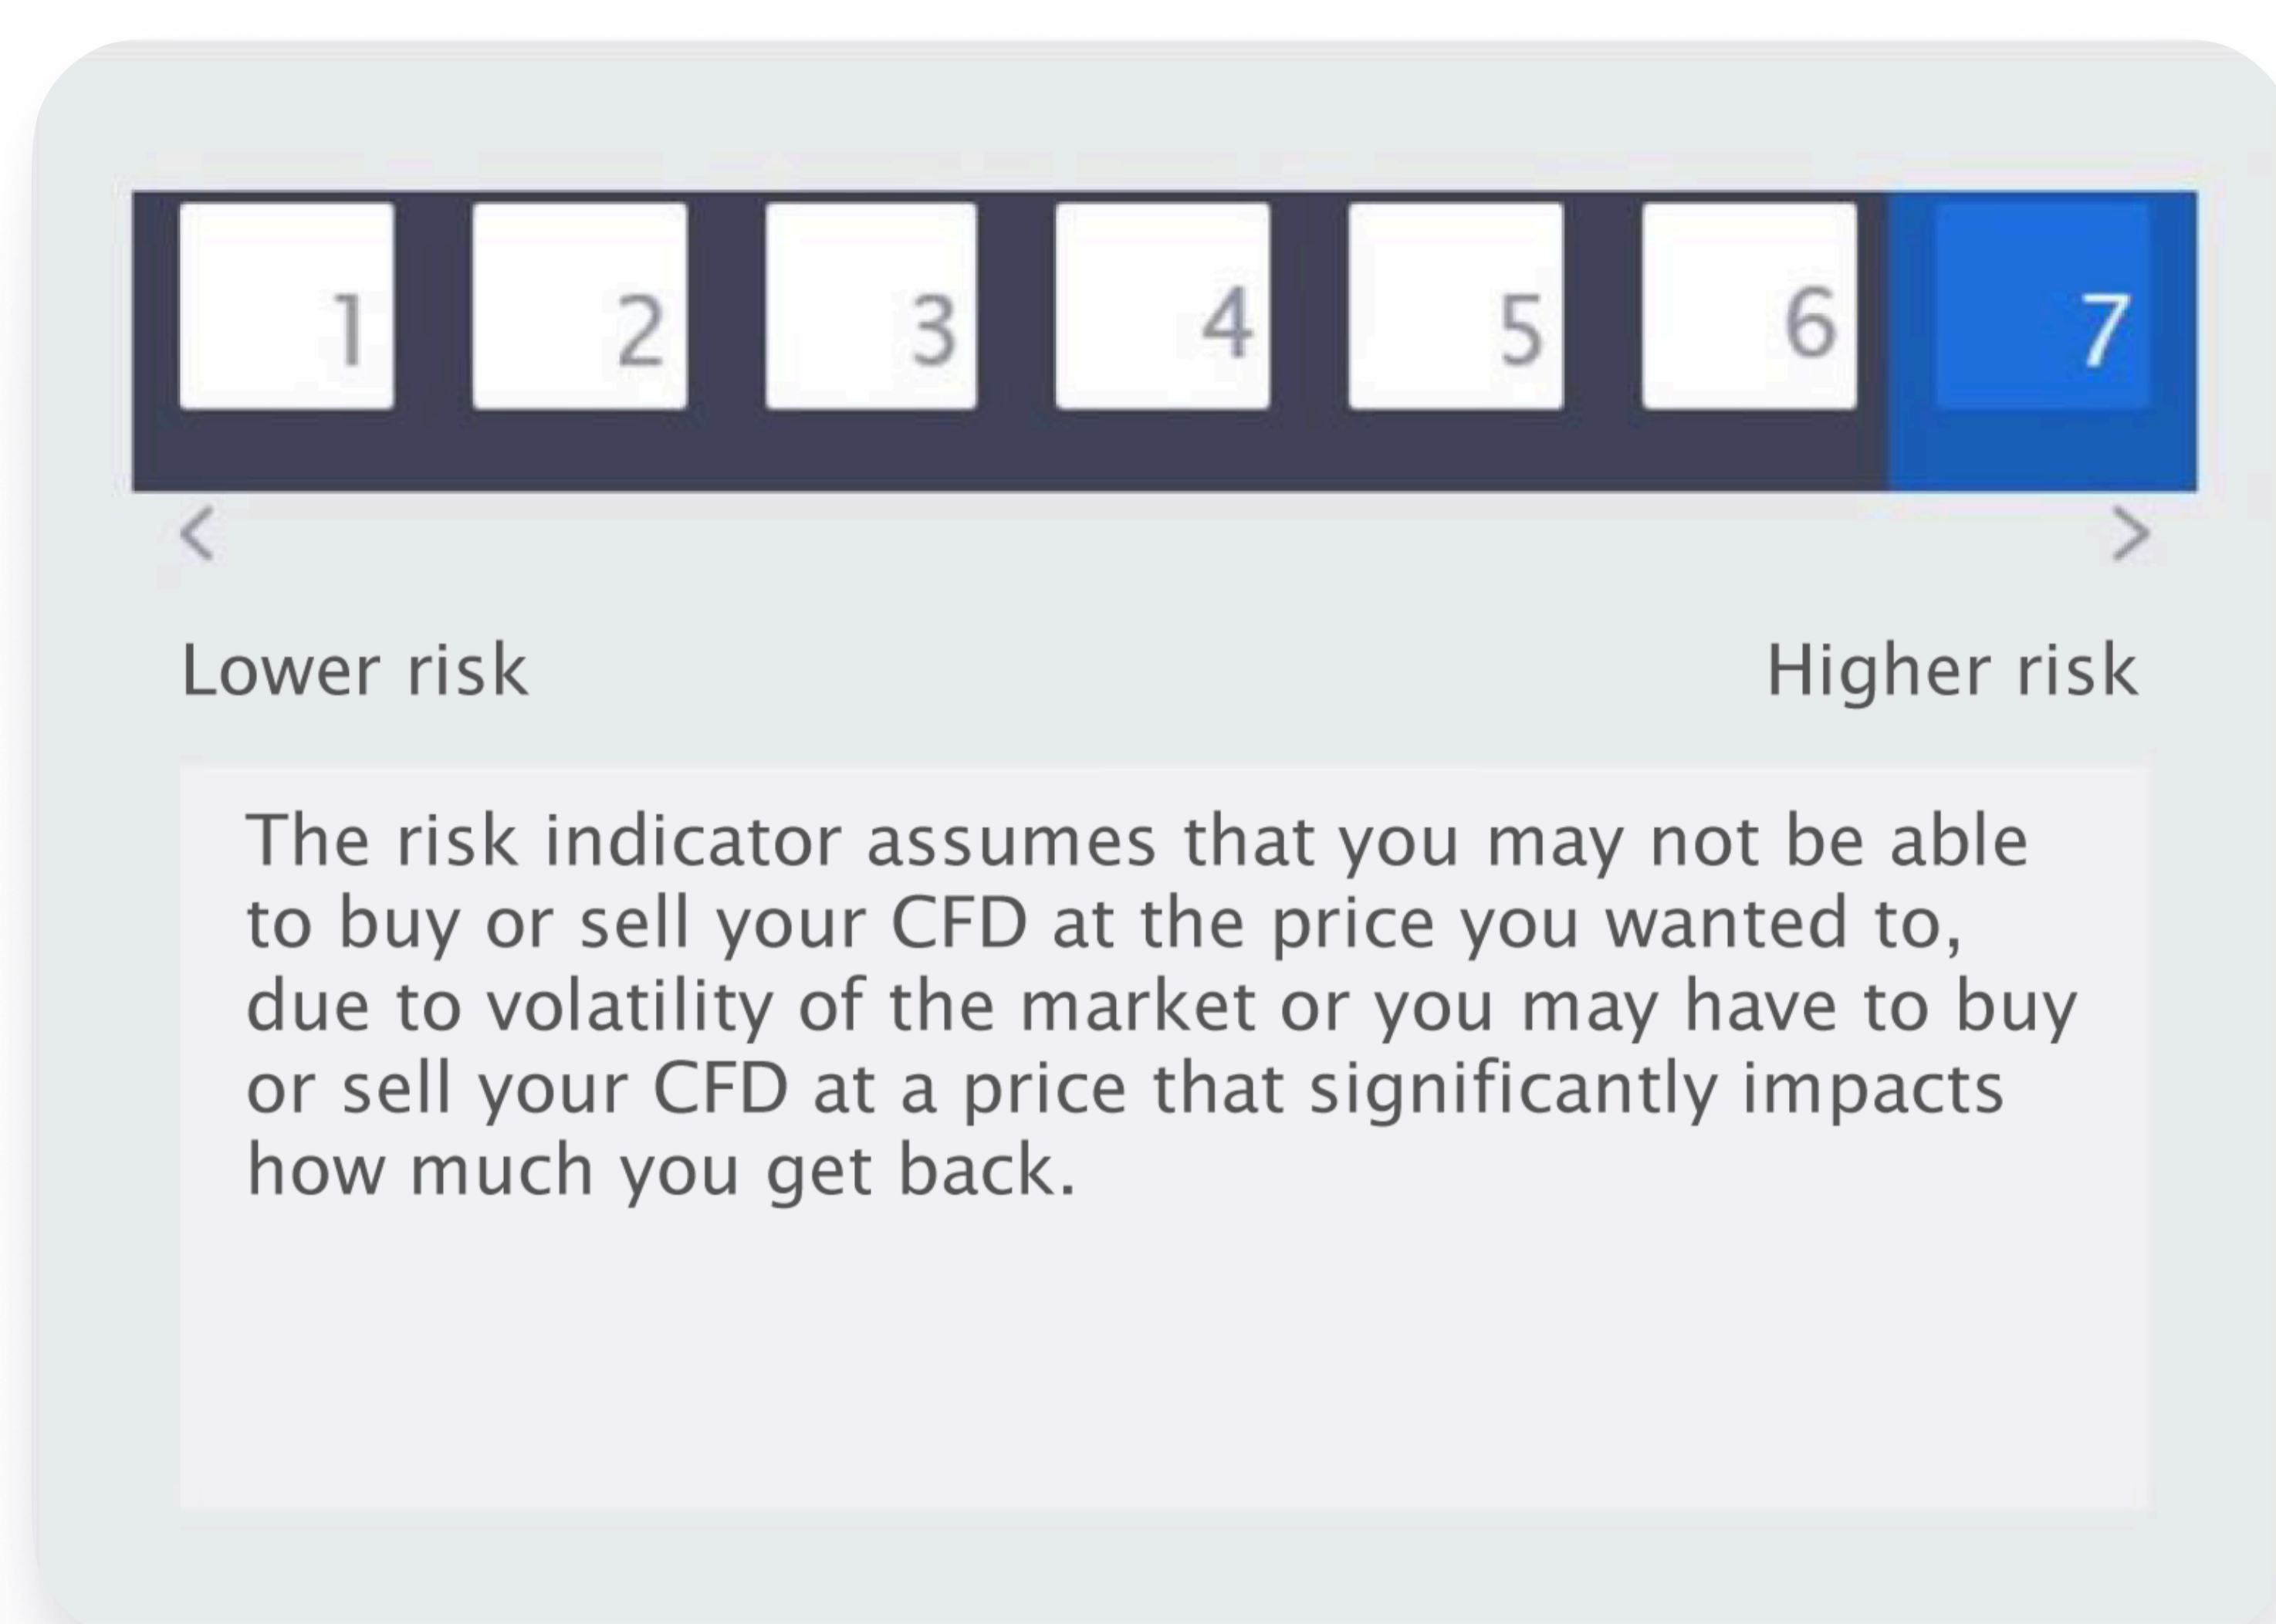 1 2 3 4 5 6 7
< >
Lower risk Higher risk
The risk indicator assumes that you may not be able
to buy or sell your CFD at the price you wanted to,
due to volatility of the market or you may have to buy
or sell your CFD at a price that significantly impacts
how much you get back.